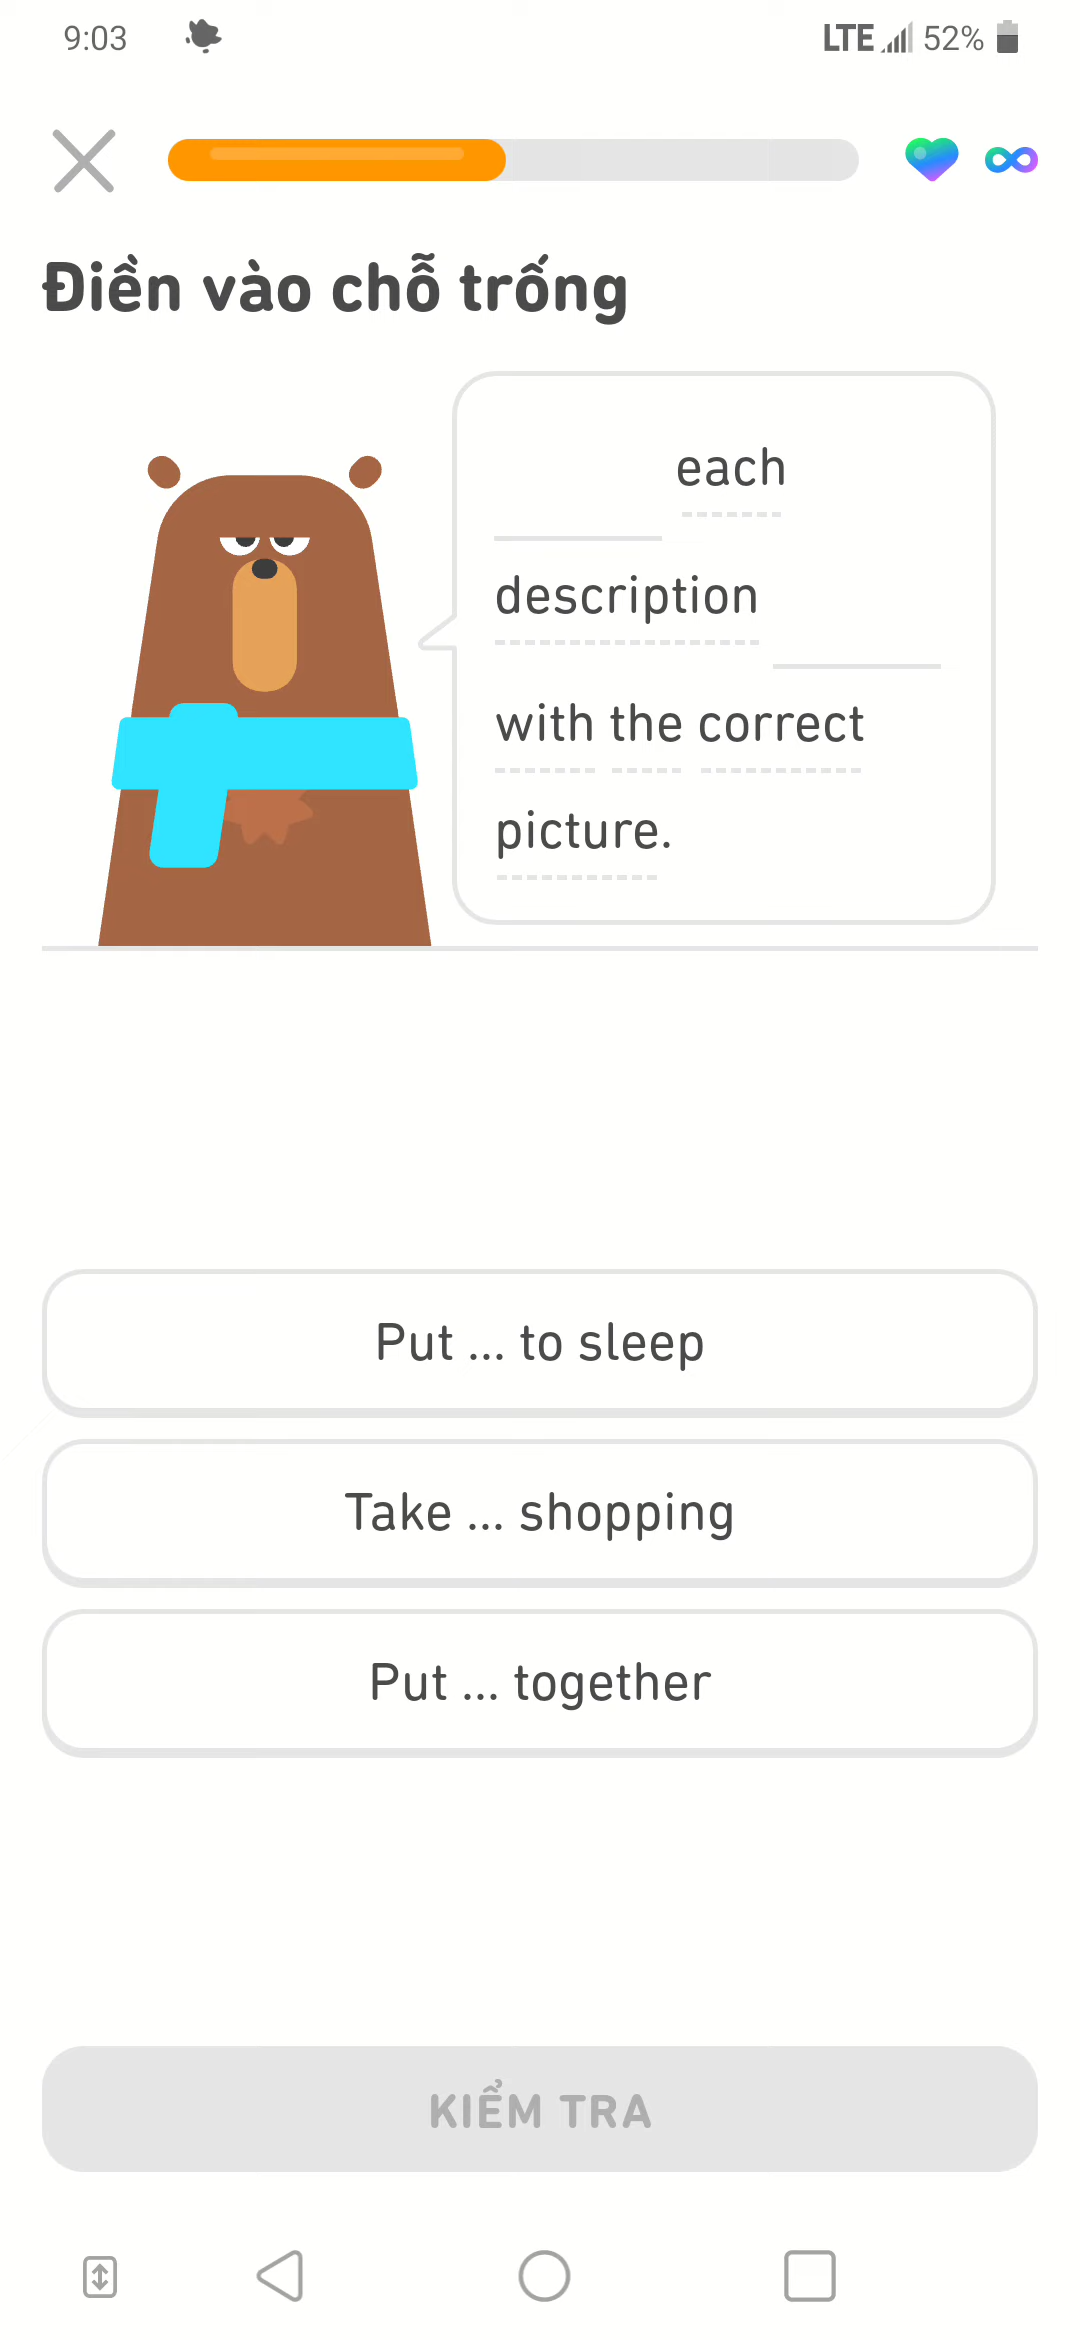 9:03
LTE 52%
Điền vào chỗ trống
each
description
with the correct
picture.
Put ... to sleep
Take ... shopping
Put ... together
KIỂM TRA